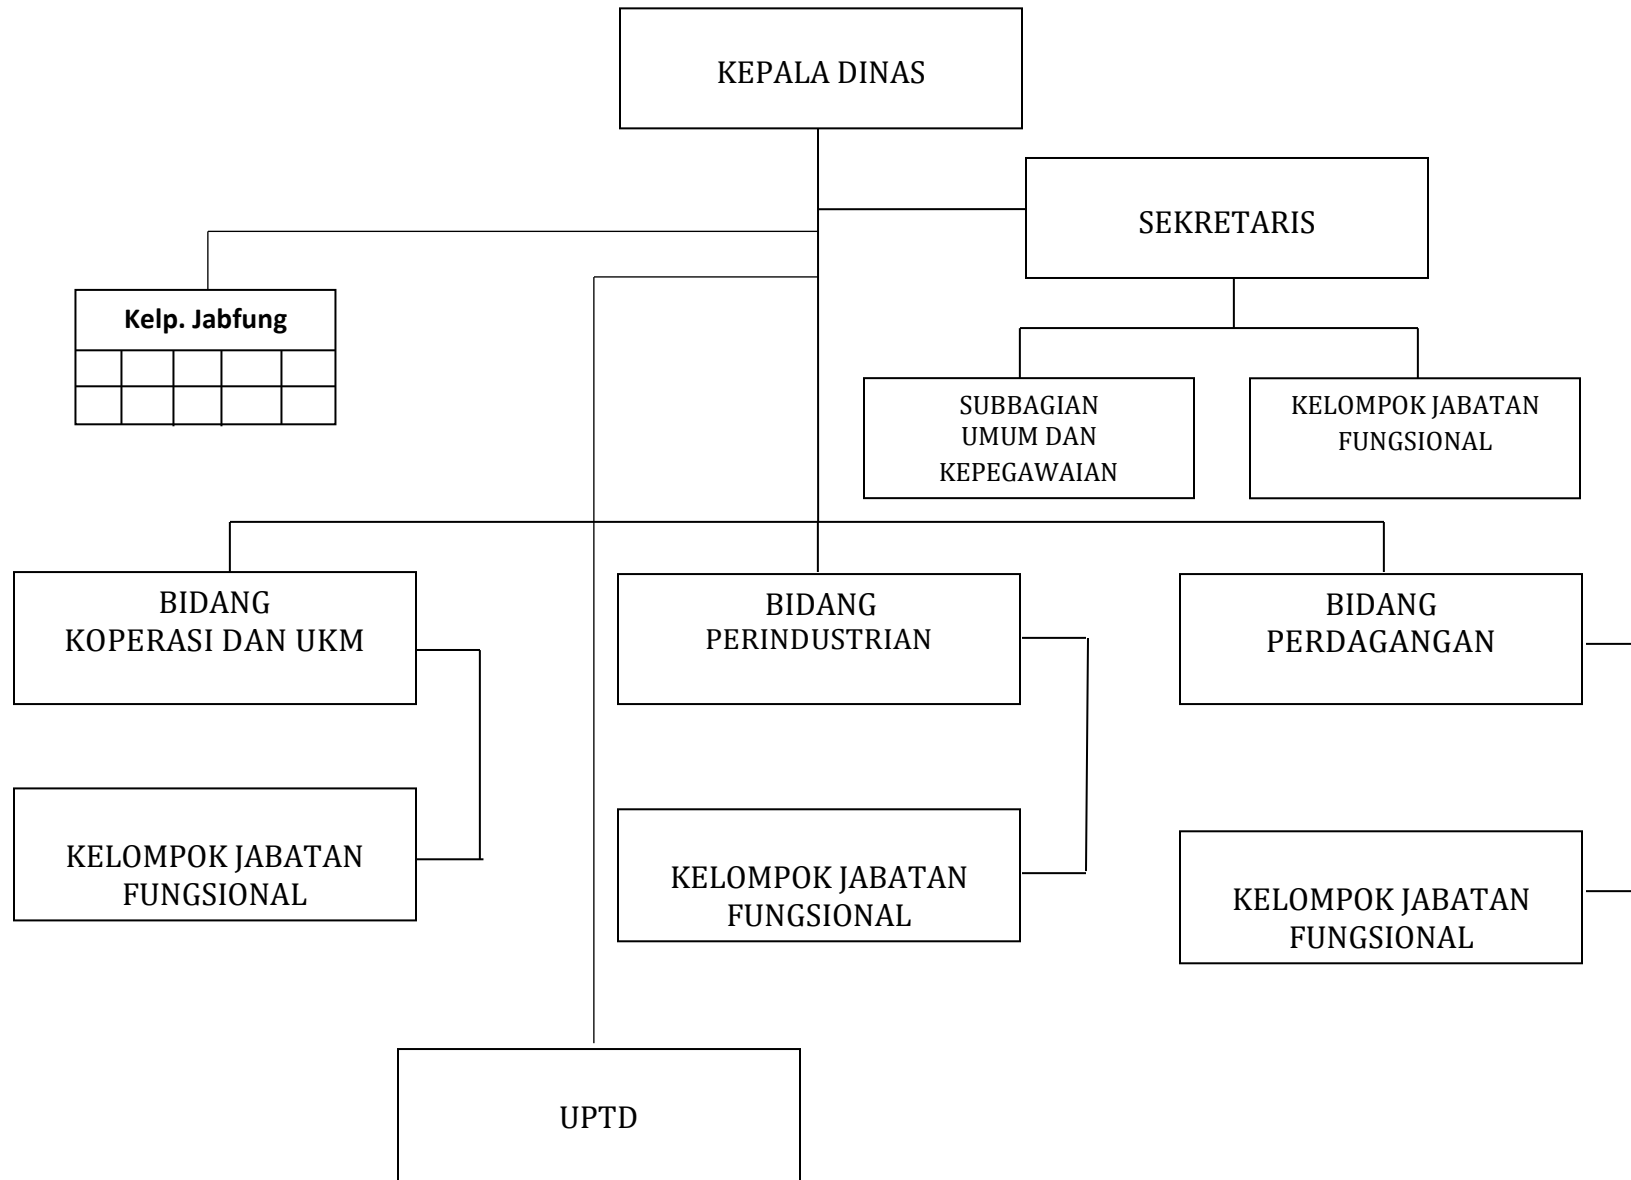 KEPALA DINAS
SEKRETARIS
Kelp. Jabfung
SUBBAGIAN
UMUM DAN
KEPEGAWAIAN
KELOMPOK JABATAN
FUNGSIONAL
BIDANG
KOPERASI DAN UKM
BIDANG
PERINDUSTRIAN
BIDANG
PERDAGANGAN
KELOMPOK JABATAN
FUNGSIONAL
KELOMPOK JABATAN
FUNGSIONAL
KELOMPOK JABATAN
FUNGSIONAL
UPTD